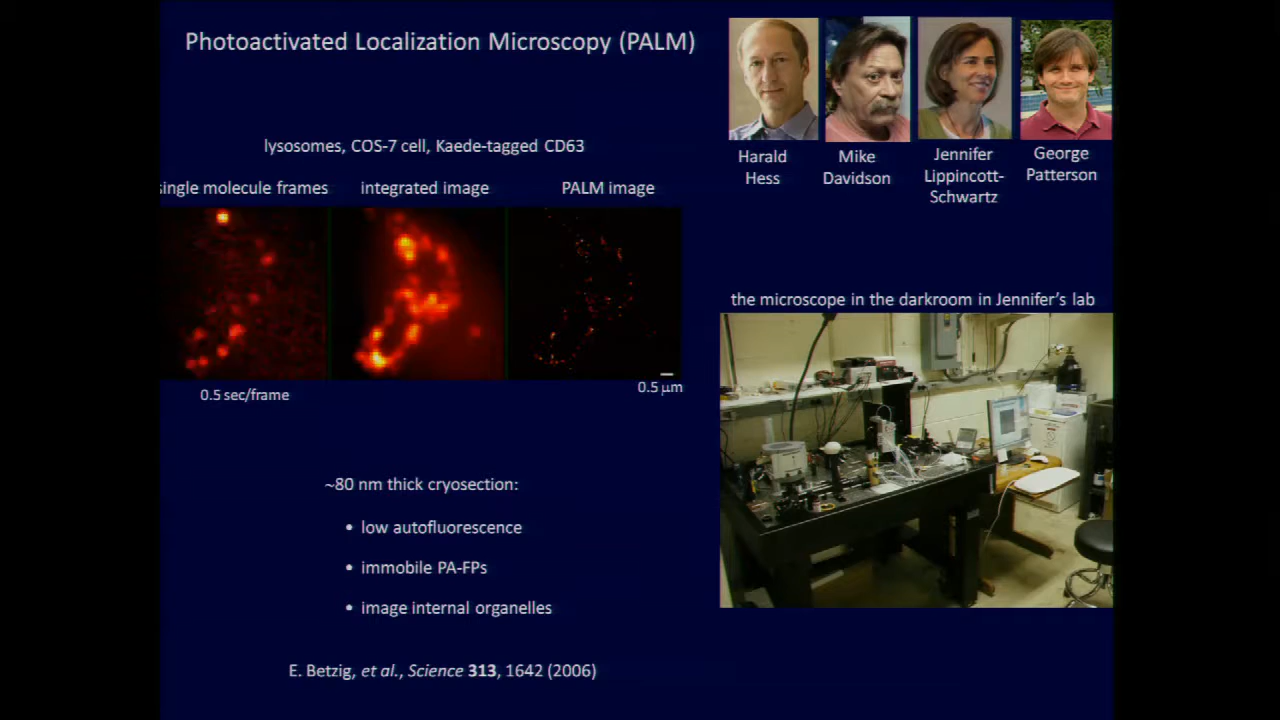 Photoactivated Localization Microscopy (PALM)
Harald
Hess
Mike
Davidson
Jennifer
Lippincott-
Schwartz
George
Patterson
lysosomes, COS-7 cell, Kaede-tagged CD63
single molecule frames
integrated image
PALM image
0.5 sec/frame
0.5 μm
the microscope in the darkroom in Jennifer's lab
~80 nm thick cryosection:
• low autofluorescence
• immobile PA-FPs
• image internal organelles
E. Betzig, et al., Science 313, 1642 (2006)